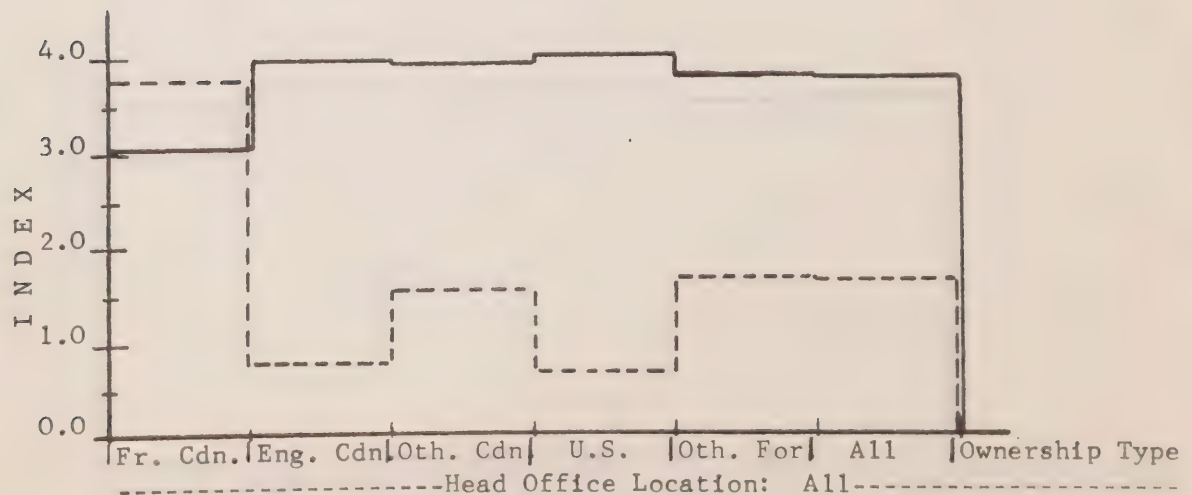 4.0
3.0
2.0
1.0
0.0
INDEX
Fr. Cdn. Eng. Cdn Oth. Cdn U.S. Oth. For All Ownership Type
Head Office Location: All